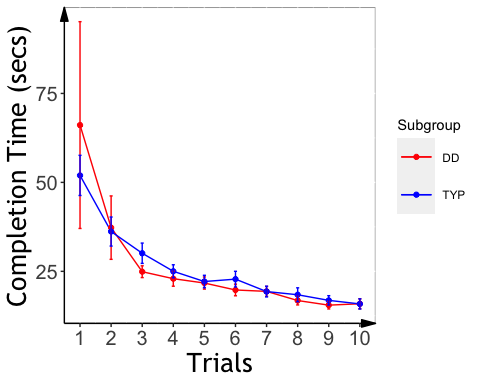 Completion Time (secs)
75
50
25
1 2 3 4 5 6 7 8 9 10
Trials
Subgroup
DD
TYP